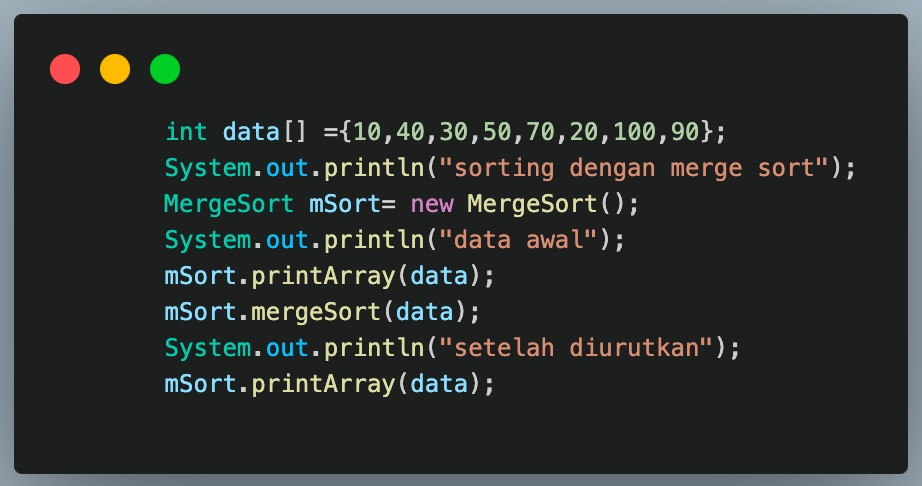 int data[] ={10,40,30,50,70,20,100,90};
System.out.println("sorting dengan merge sort");
MergeSort mSort= new MergeSort();
System.out.println("data awal");
mSort.printArray(data);
mSort.mergeSort(data);
System.out.println("setelah diurutkan");
mSort.printArray(data);